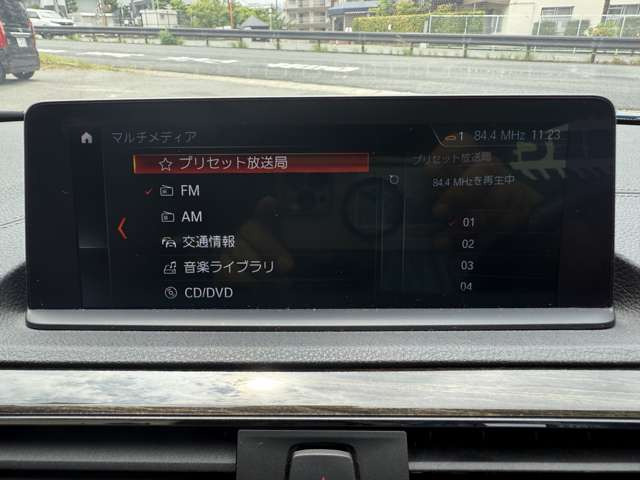 マルチメディア
1 84.4 MHz 11:23
プリセット放送局
FM
AM
交通情報
音楽ライブラリ
CD/DVD
プリセット放送局
84.4 MHzを再生中
01
02
03
04